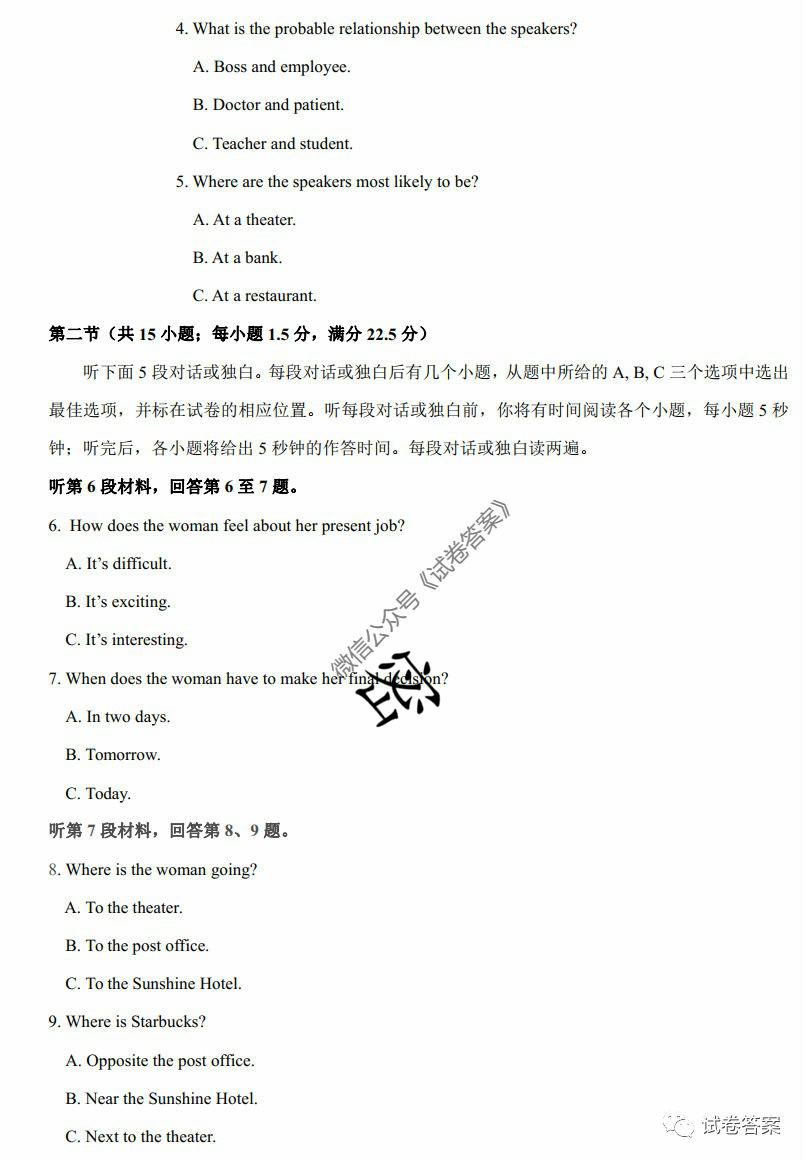 4. What is the probable relationship between the speakers?
A. Boss and employee.
B. Doctor and patient.
C. Teacher and student.
5. Where are the speakers most likely to be?
A. At a theater.
B. At a bank.
C. At a restaurant.
第二节（共 15 小题；每小题 1.5 分，满分 22.5 分）
听下面 5 段对话或独白。每段对话或独白后有几个小题，从题中所给的 A, B, C 三个选项中选出
最佳选项，并标在试卷的相应位置。听每段对话或独白前，你将有时间阅读各个小题，每小题 5 秒
钟；听完后，各小题将给出 5 秒钟的作答时间。每段对话或独白读两遍。
听第 6 段材料，回答第 6 至 7 题。
6. How does the woman feel about her present job?
A. It’s difficult.
B. It’s exciting.
C. It’s interesting.
微信公众号《试卷答案》
7. When does the woman have to make her final decision?
密
A. In two days.
B. Tomorrow.
C. Today.
听第 7 段材料，回答第 8、9 题。
8. Where is the woman going?
A. To the theater.
B. To the post office.
C. To the Sunshine Hotel.
9. Where is Starbucks?
A. Opposite the post office.
B. Near the Sunshine Hotel.
C. Next to the theater.
试卷答案